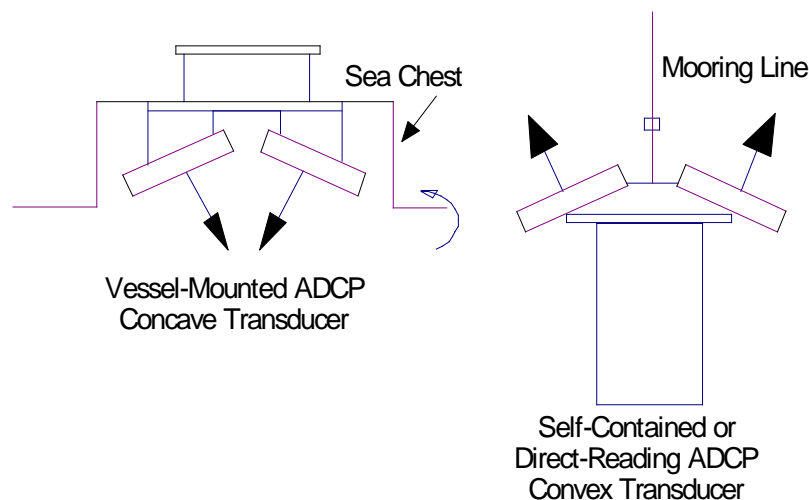 Sea Chest
Mooring Line
Vessel-Mounted ADCP
Concave Transducer
Self-Contained or
Direct-Reading ADCP
Convex Transducer